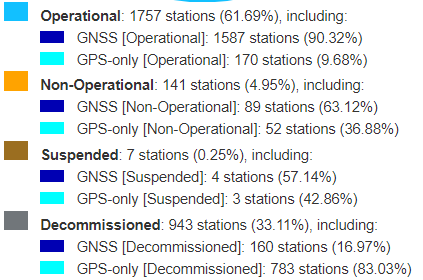 Operational: 1757 stations (61.69%), including:
GNSS [Operational]: 1587 stations (90.32%)
GPS-only [Operational]: 170 stations (9.68%)
Non-Operational: 141 stations (4.95%), including:
GNSS [Non-Operational]: 89 stations (63.12%)
GPS-only [Non-Operational]: 52 stations (36.88%)
Suspended: 7 stations (0.25%), including:
GNSS [Suspended]: 4 stations (57.14%)
GPS-only [Suspended]: 3 stations (42.86%)
Decommissioned: 943 stations (33.11%), including:
GNSS [Decommissioned]: 160 stations (16.97%)
GPS-only [Decommissioned]: 783 stations (83.03%)